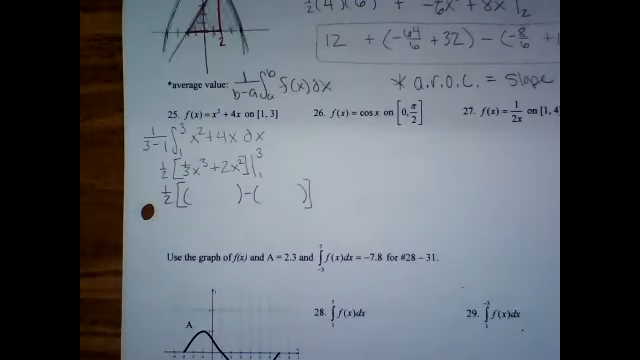 ½(4)(6) + -⅙x³ + 8x |₂
12 + (-64/6 + 32) - (-8/6 + 1
2
*average value: 1/(b-a) ∫ₐᵇ f(x)dx
* a.r.o.c. = slope
25. f(x) = x² + 4x on [1, 3]
26. f(x) = cos x on [0, π/2]
27. f(x) = 1/(2x) on [1, 4
1/(3-1) ∫₁³ x² + 4x dx
½ [⅓x³ + 2x²] |₁³
½ [( ) - ( )]
Use the graph of f(x) and A = 2.3 and ∫₋₃⁷ f(x)dx = -7.8 for #28 – 31.
28. ∫₁⁷ f(x)dx
29. ∫₁⁻³ f(x)dx
A